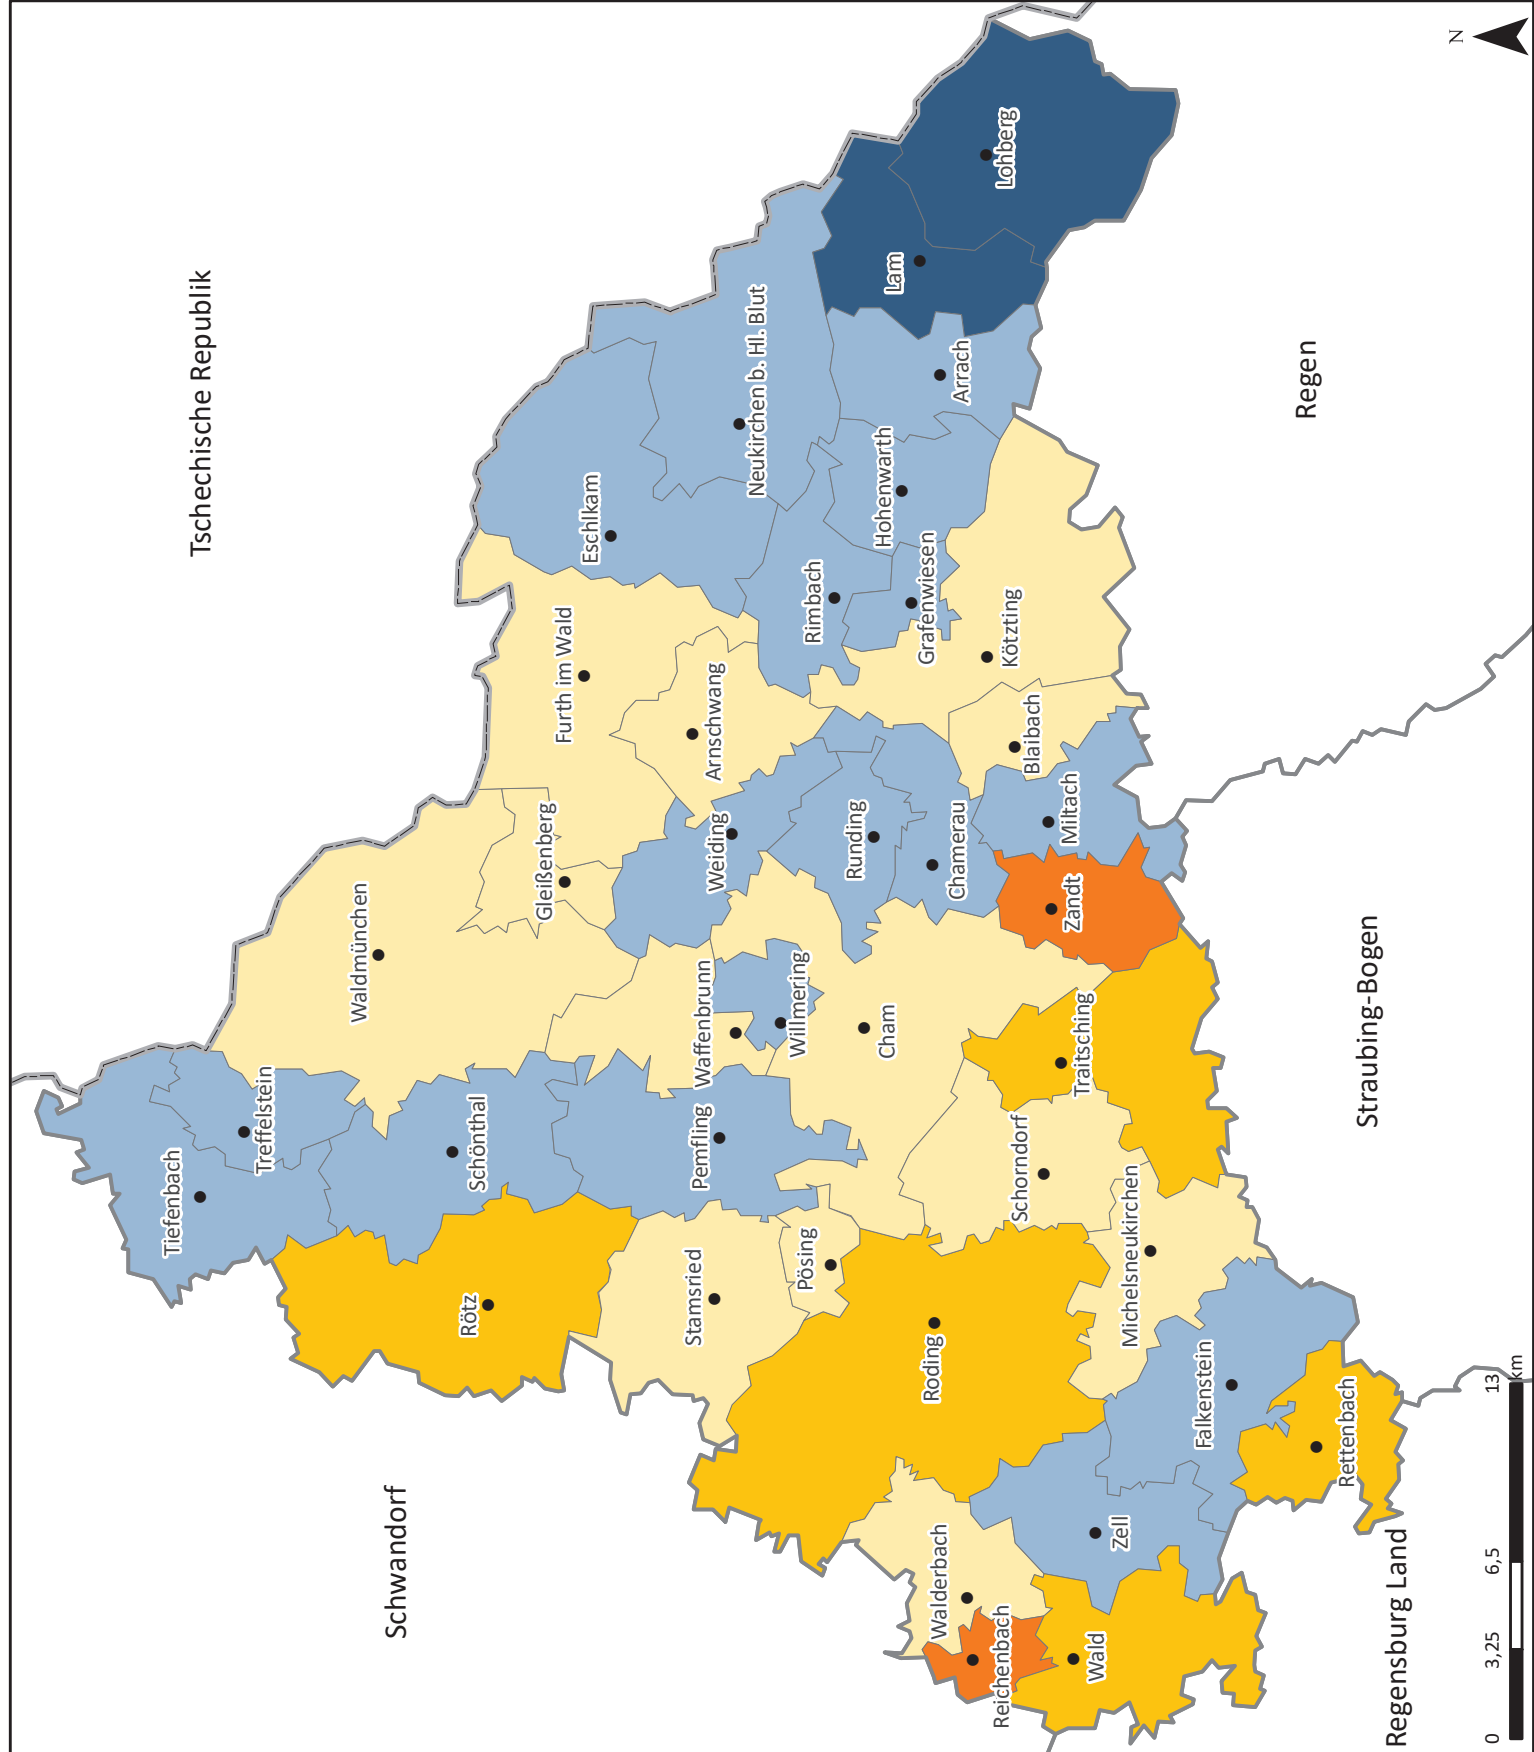 Tschechische Republik
Schwandorf
Regensburg Land
Straubing-Bogen
Regen
N
Tiefenbach
Treffelstein
Waldmünchen
Schönthal
Rötz
Gleißenberg
Furth im Wald
Eschlkam
Neukirchen b. Hl. Blut
Arnschwang
Weiding
Waffenbrunn
Willmering
Pemfling
Stamsried
Pösing
Cham
Runding
Chamerau
Rimbach
Hohenwarth
Grafenwiesen
Lam
Lohberg
Arrach
Kötzting
Blaibach
Miltach
Zandt
Traitsching
Schorndorf
Michelsneukirchen
Roding
Walderbach
Reichenbach
Wald
Zell
Falkenstein
Rettenbach
0
3,25
6,5
13
km